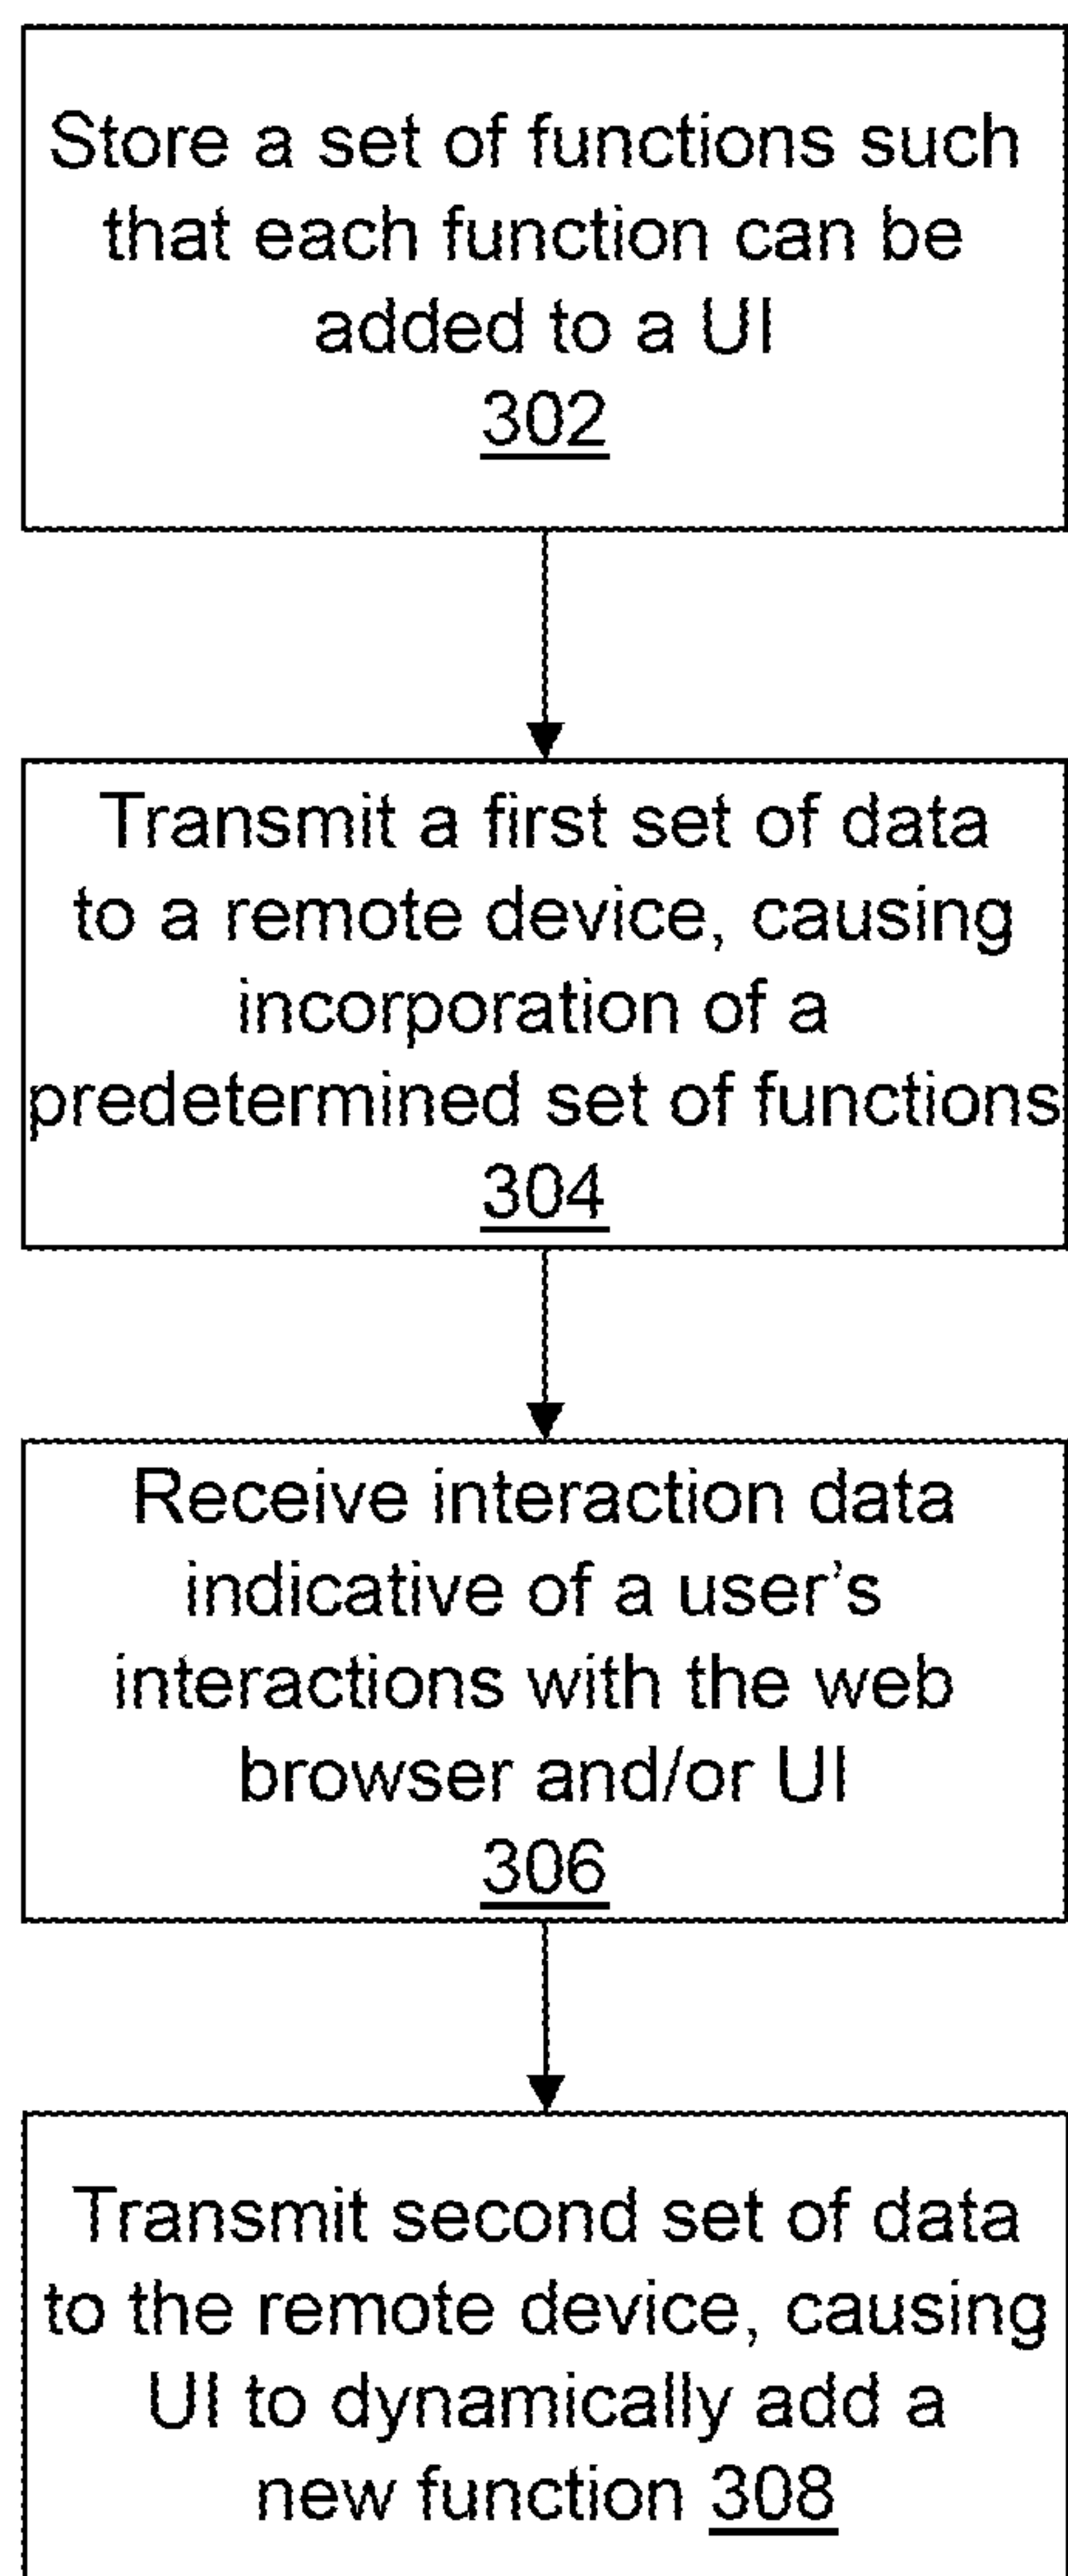 Store a set of functions such
that each function can be
added to a UI
302
Transmit a first set of data
to a remote device, causing
incorporation of a
predetermined set of functions
304
Receive interaction data
indicative of a user’s
interactions with the web
browser and/or UI
306
Transmit second set of data
to the remote device, causing
UI to dynamically add a
new function 308